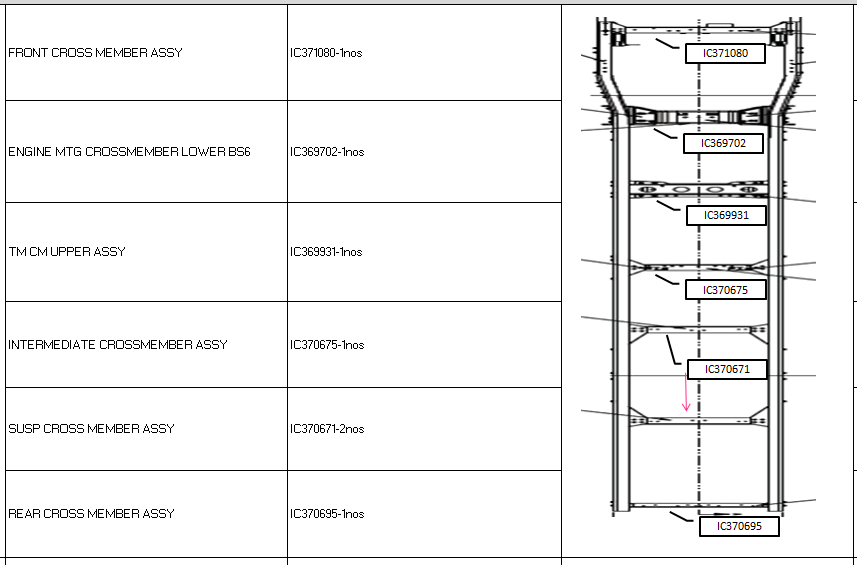 FRONT CROSS MEMBER ASSY IC371080-1nos
IC371080
ENGINE MTG CROSSMEMBER LOWER BS6 IC369702-1nos
IC369702
TM CM UPPER ASSY IC369931-1nos
IC369931
INTERMEDIATE CROSSMEMBER ASSY IC370675-1nos
IC370675
SUSP CROSS MEMBER ASSY IC370671-2nos
IC370671
REAR CROSS MEMBER ASSY IC370695-1nos
IC370695